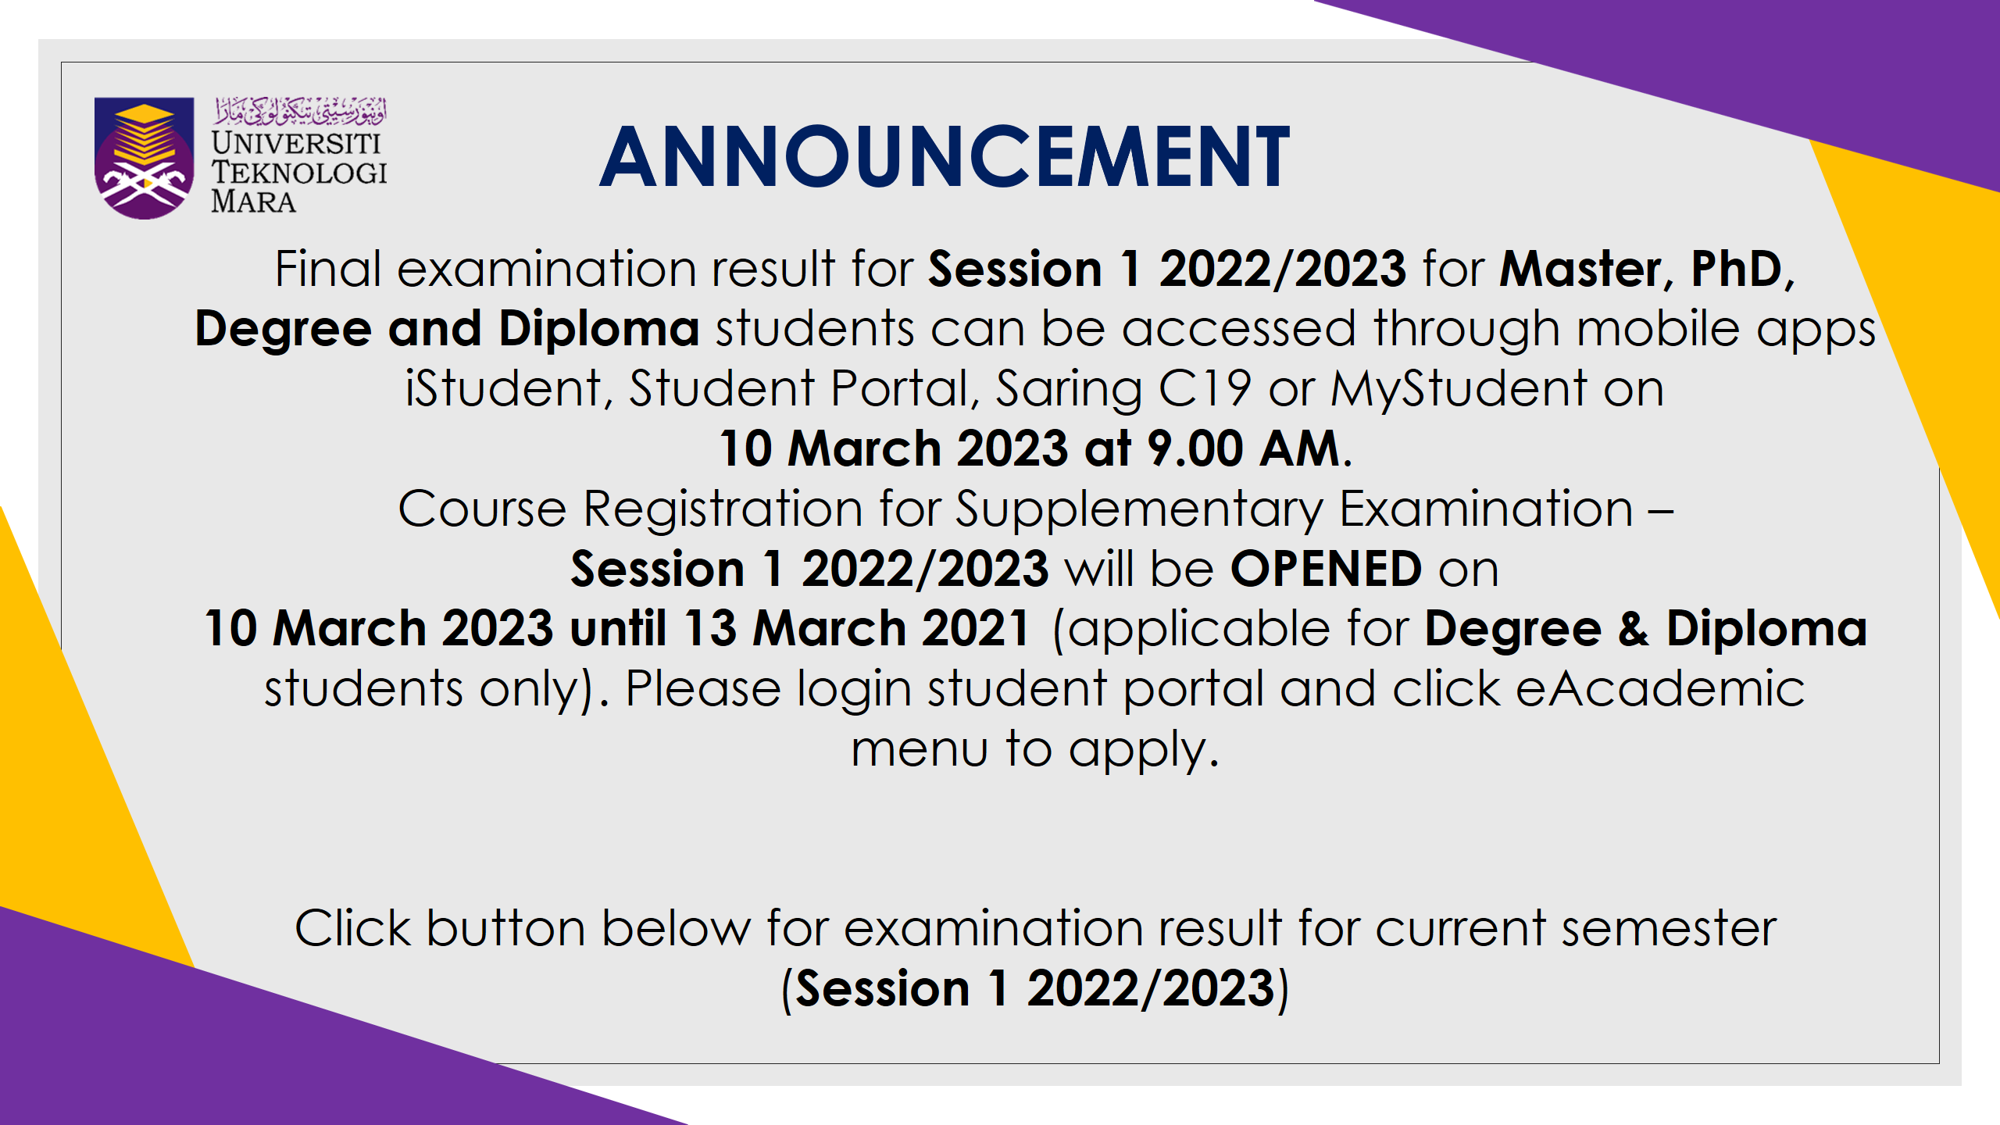 اونيۏرسيتي تيكنولوڬي مارا
UNIVERSITI
TEKNOLOGI
MARA
ANNOUNCEMENT
Final examination result for Session 1 2022/2023 for Master, PhD,
Degree and Diploma students can be accessed through mobile apps
iStudent, Student Portal, Saring C19 or MyStudent on
10 March 2023 at 9.00 AM.
Course Registration for Supplementary Examination –
Session 1 2022/2023 will be OPENED on
10 March 2023 until 13 March 2021 (applicable for Degree & Diploma
students only). Please login student portal and click eAcademic
menu to apply.
Click button below for examination result for current semester
(Session 1 2022/2023)